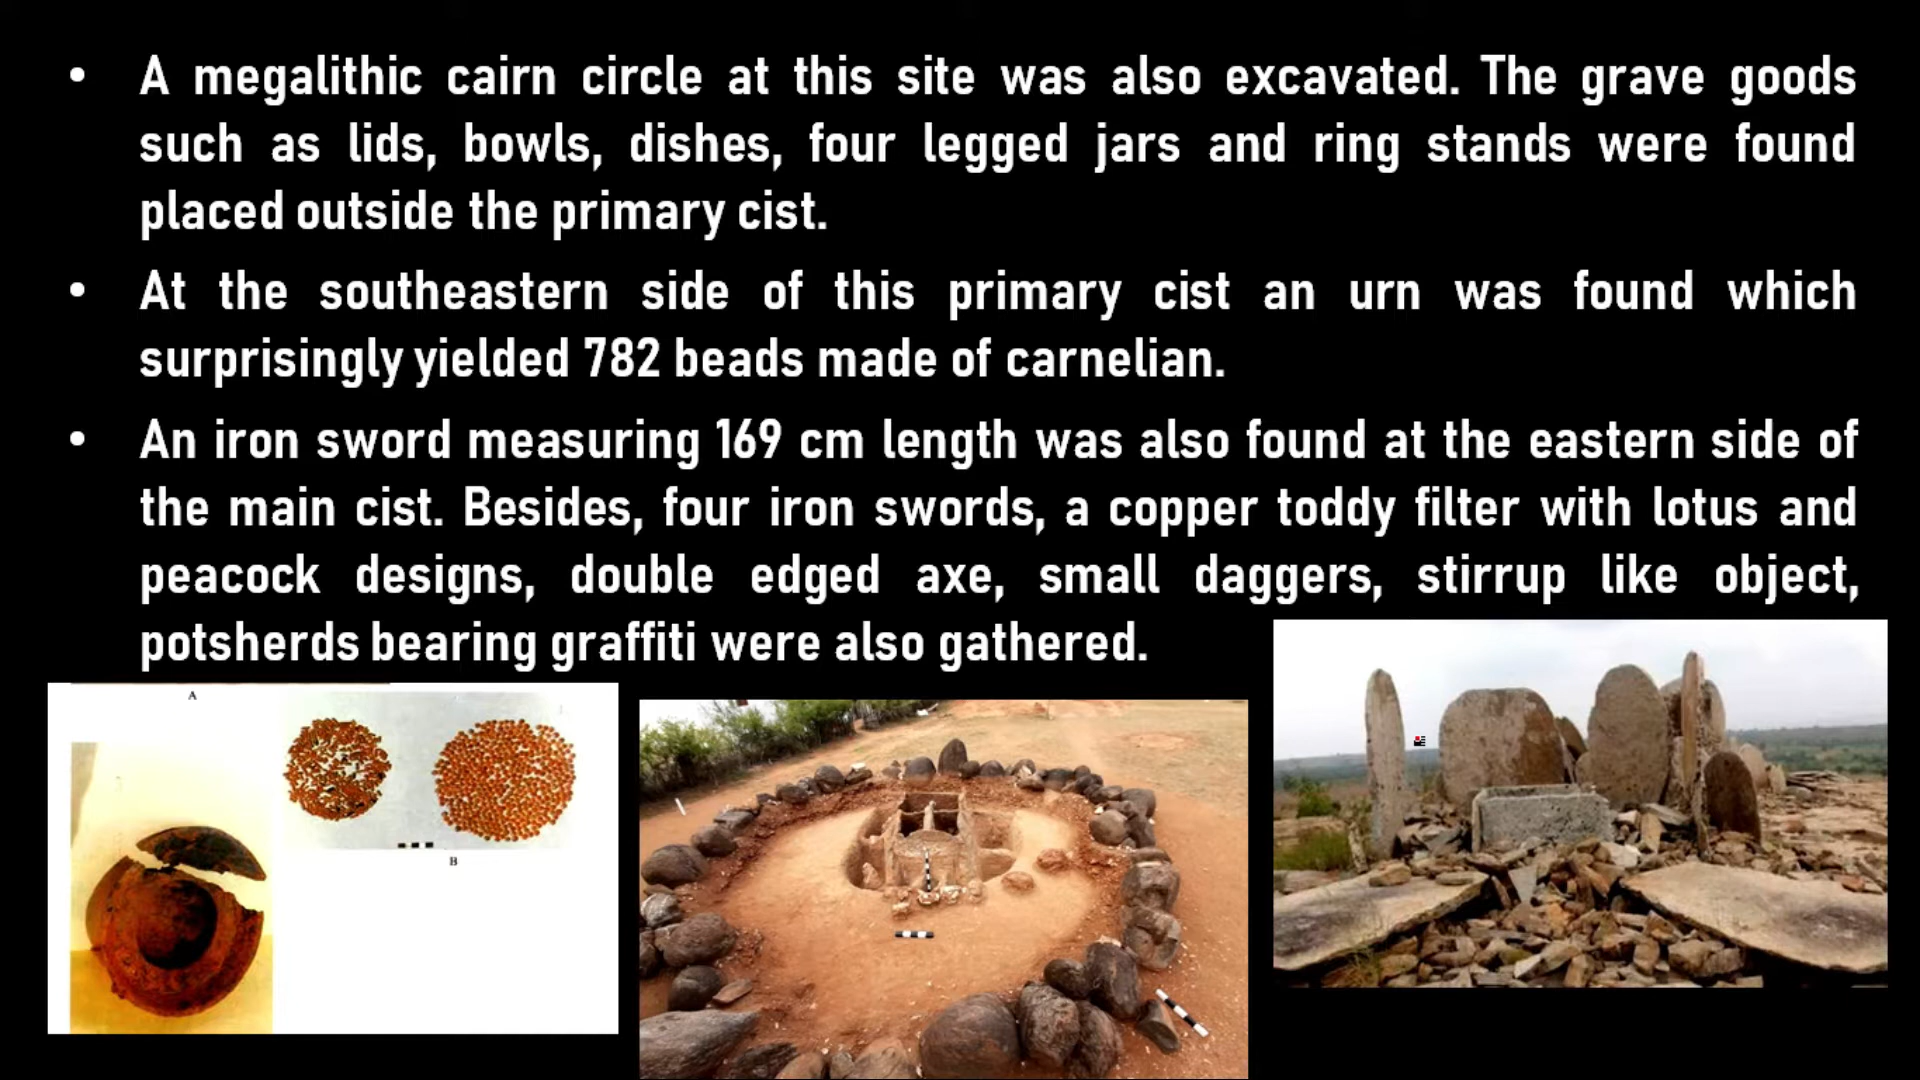 • A megalithic cairn circle at this site was also excavated. The grave goods
such as lids, bowls, dishes, four legged jars and ring stands were found
placed outside the primary cist.
• At the southeastern side of this primary cist an urn was found which
surprisingly yielded 782 beads made of carnelian.
• An iron sword measuring 169 cm length was also found at the eastern side of
the main cist. Besides, four iron swords, a copper toddy filter with lotus and
peacock designs, double edged axe, small daggers, stirrup like object,
potsherds bearing graffiti were also gathered.
A
B